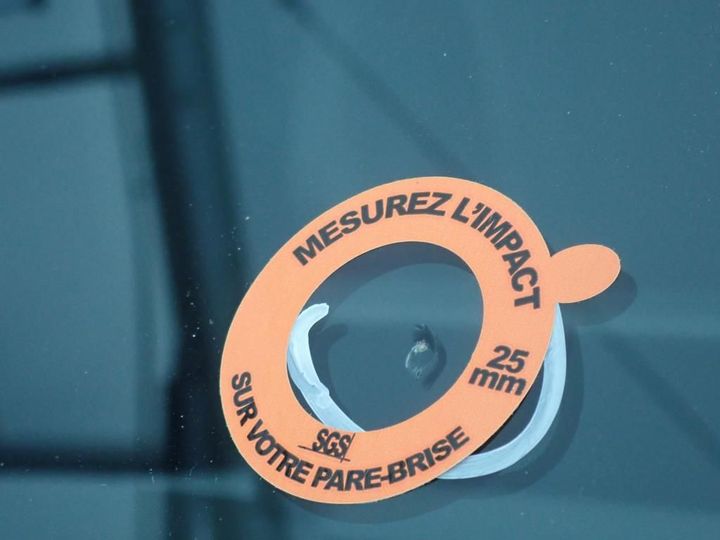 MESUREZ L'IMPACT
25
mm
SGS
SUR VOTRE PARE-BRISE